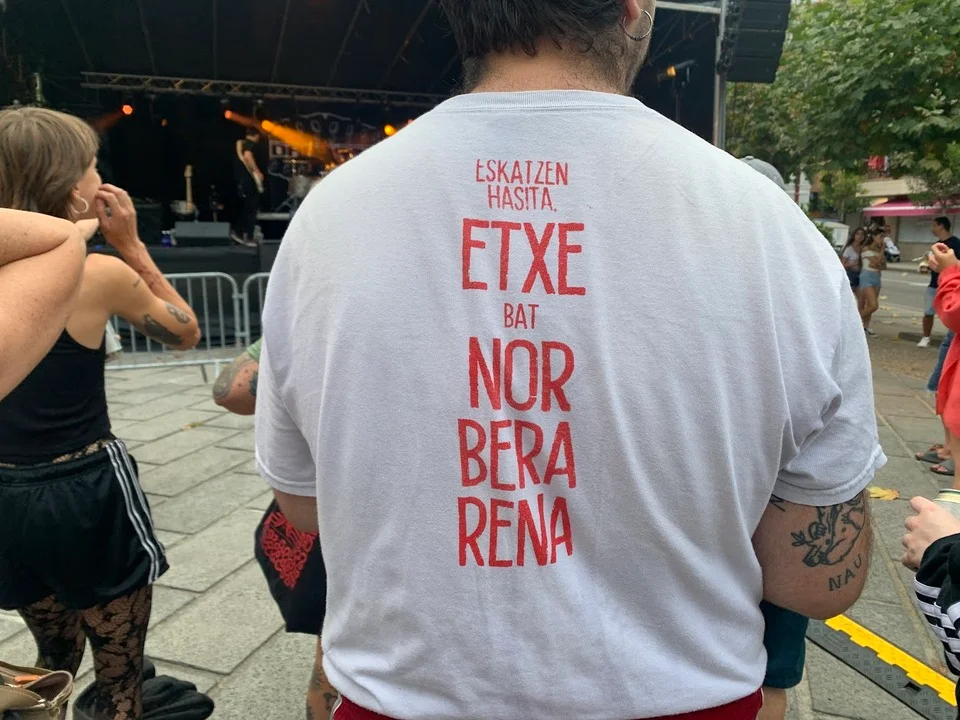 ESKATZEN
HASITA,
ETXE
BAT
NOR
BERA
RENA
NAU